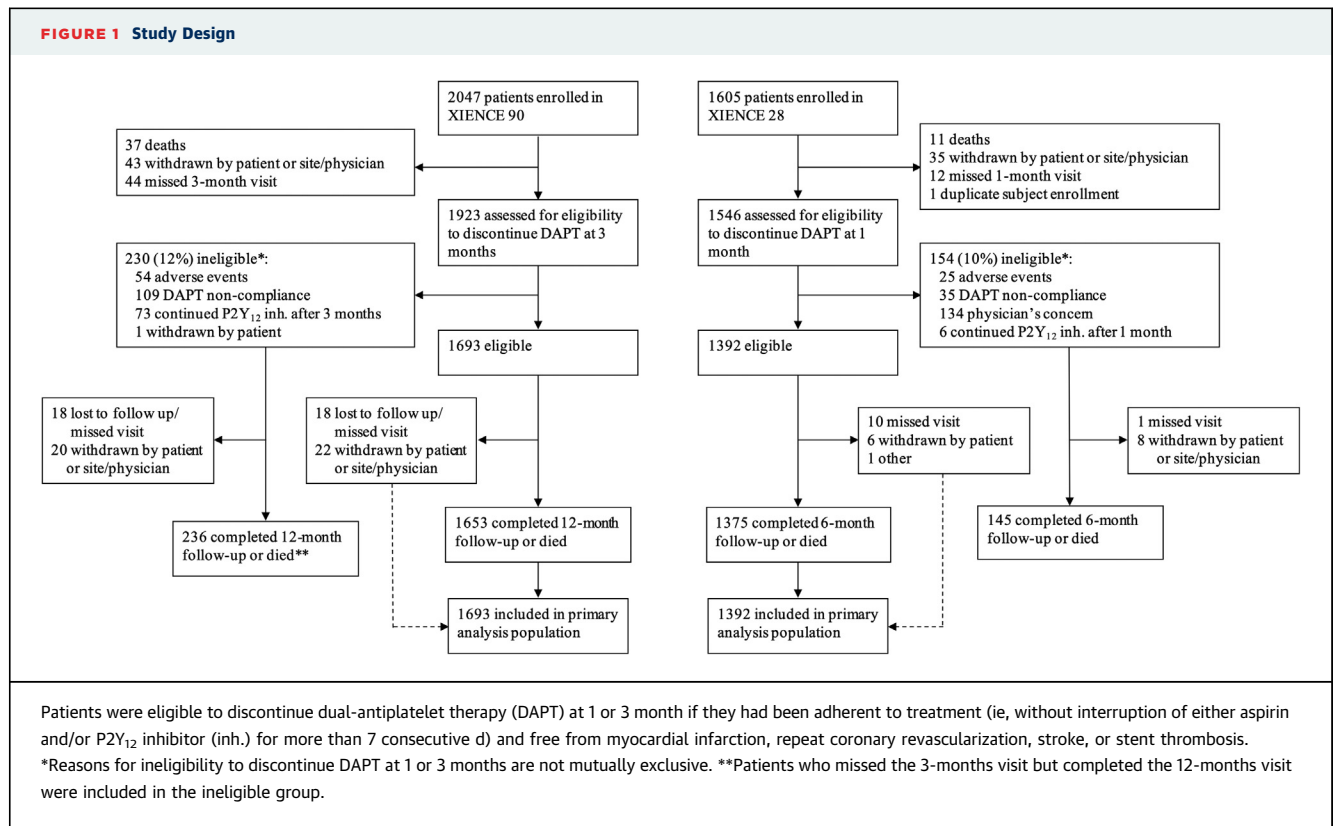 FIGURE 1 Study Design
2047 patients enrolled in
XIENCE 90
37 deaths
43 withdrawn by patient or site/physician
44 missed 3-month visit
1923 assessed for eligibility
to discontinue DAPT at 3
months
230 (12%) ineligible*:
54 adverse events
109 DAPT non-compliance
73 continued P2Y₁₂ inh. after 3 months
1 withdrawn by patient
1693 eligible
18 lost to follow up/
missed visit
20 withdrawn by patient
or site/physician
18 lost to follow up/
missed visit
22 withdrawn by patient
or site/physician
236 completed 12-month
follow-up or died**
1653 completed 12-month
follow-up or died
1693 included in primary
analysis population
1605 patients enrolled in
XIENCE 28
11 deaths
35 withdrawn by patient or site/physician
12 missed 1-month visit
1 duplicate subject enrollment
1546 assessed for eligibility
to discontinue DAPT at 1
month
154 (10%) ineligible*:
25 adverse events
35 DAPT non-compliance
134 physician's concern
6 continued P2Y₁₂ inh. after 1 month
1392 eligible
10 missed visit
6 withdrawn by patient
1 other
1 missed visit
8 withdrawn by patient
or site/physician
1375 completed 6-month
follow-up or died
145 completed 6-month
follow-up or died
1392 included in primary
analysis population
Patients were eligible to discontinue dual-antiplatelet therapy (DAPT) at 1 or 3 month if they had been adherent to treatment (ie, without interruption of either aspirin
and/or P2Y₁₂ inhibitor (inh.) for more than 7 consecutive d) and free from myocardial infarction, repeat coronary revascularization, stroke, or stent thrombosis.
*Reasons for ineligibility to discontinue DAPT at 1 or 3 months are not mutually exclusive. **Patients who missed the 3-months visit but completed the 12-months visit
were included in the ineligible group.